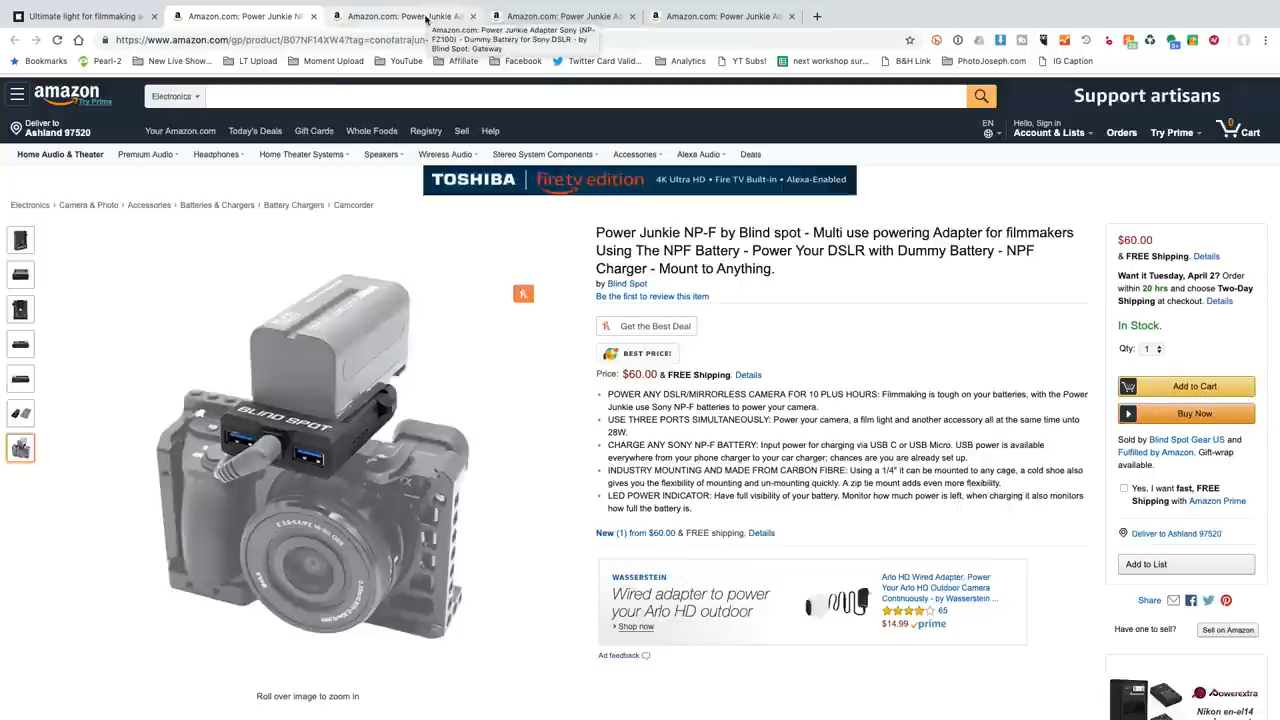 Ultimate light for filmmaking a
Amazon.com: Power Junkie NP
Amazon.com: Power Junkie Ad
Amazon.com: Power Junkie Ad
Amazon.com: Power Junkie Ad
Amazon.com: Power Junkie Adapter Sony (NP-
FZ100) - Dummy Battery for Sony DSLR - by
Blind Spot: Gateway
https://www.amazon.com/gp/product/B07NF14XW4?tag=conofatrajun-
Bookmarks
Pearl-2
New Live Show...
LT Upload
Moment Upload
YouTube
Affiliate
Facebook
Twitter Card Valid...
Analytics
YT Subs!
next workshop sur...
B&H Link
PhotoJoseph.com
IG Caption
amazon
Try Prime
Electronics
Support artisans
Deliver to
Ashland 97520
Your Amazon.com
Today's Deals
Gift Cards
Whole Foods
Registry
Sell
Help
EN
Hello, Sign in
Account & Lists
Orders
Try Prime
0
Cart
Home Audio & Theater
Premium Audio
Headphones
Home Theater Systems
Speakers
Wireless Audio
Stereo System Components
Accessories
Alexa Audio
Deals
TOSHIBA
fire tv edition
4K Ultra HD • Fire TV Built-in • Alexa-Enabled
Electronics › Camera & Photo › Accessories › Batteries & Chargers › Battery Chargers › Camcorder
BLIND SPOT
Roll over image to zoom in
Power Junkie NP-F by Blind spot - Multi use powering Adapter for filmmakers
Using The NPF Battery - Power Your DSLR with Dummy Battery - NPF
Charger - Mount to Anything.
by Blind Spot
Be the first to review this item
Get the Best Deal
BEST PRICE!
Price: $60.00 & FREE Shipping. Details
• POWER ANY DSLR/MIRRORLESS CAMERA FOR 10 PLUS HOURS: Filmmaking is tough on your batteries, with the Power
Junkie use Sony NP-F batteries to power your camera.
• USE THREE PORTS SIMULTANEOUSLY: Power your camera, a film light and another accessory all at the same time unto
28W.
• CHARGE ANY SONY NP-F BATTERY: Input power for charging via USB C or USB Micro. USB power is available
everywhere from your phone charger to your car charger; chances are you are already set up.
• INDUSTRY MOUNTING AND MADE FROM CARBON FIBRE: Using a 1/4" it can be mounted to any cage, a cold shoe also
gives you the flexibility of mounting and un-mounting quickly. A zip tie mount adds even more flexibility.
• LED POWER INDICATOR: Have full visibility of your battery. Monitor how much power is left, when charging it also monitors
how full the battery is.
New (1) from $60.00 & FREE shipping. Details
WASSERSTEIN
Wired adapter to power
your Arlo HD outdoor
› Shop now
Arlo HD Wired Adapter. Power
Your Arlo HD Outdoor Camera
Continuously - by Wasserstein ...
65
$14.99 prime
Ad feedback
$60.00
& FREE Shipping. Details
Want it Tuesday, April 2? Order
within 20 hrs and choose Two-Day
Shipping at checkout. Details
In Stock.
Qty: 1
Add to Cart
Buy Now
Sold by Blind Spot Gear US and
Fulfilled by Amazon. Gift-wrap
available.
Yes, I want fast, FREE
Shipping with Amazon Prime
Deliver to Ashland 97520
Add to List
Share
Have one to sell?
Sell on Amazon
Powerextra
Nikon en-el14